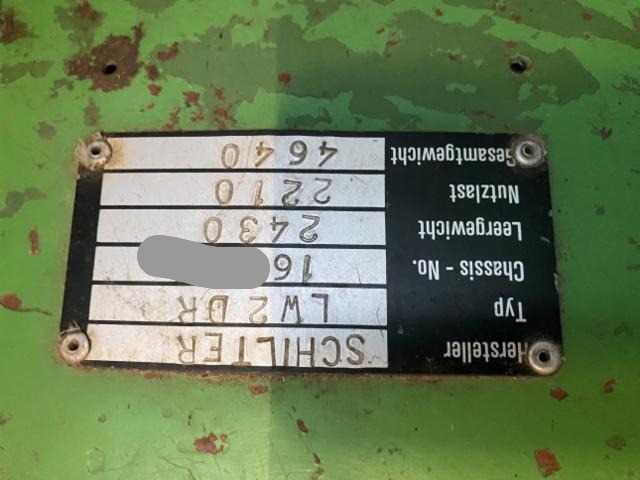 Hersteller SCHILTER
Typ LW 2 DR
Chassis - No. 16
Leergewicht 2430
Nutzlast 2210
Gesamtgewicht 4640